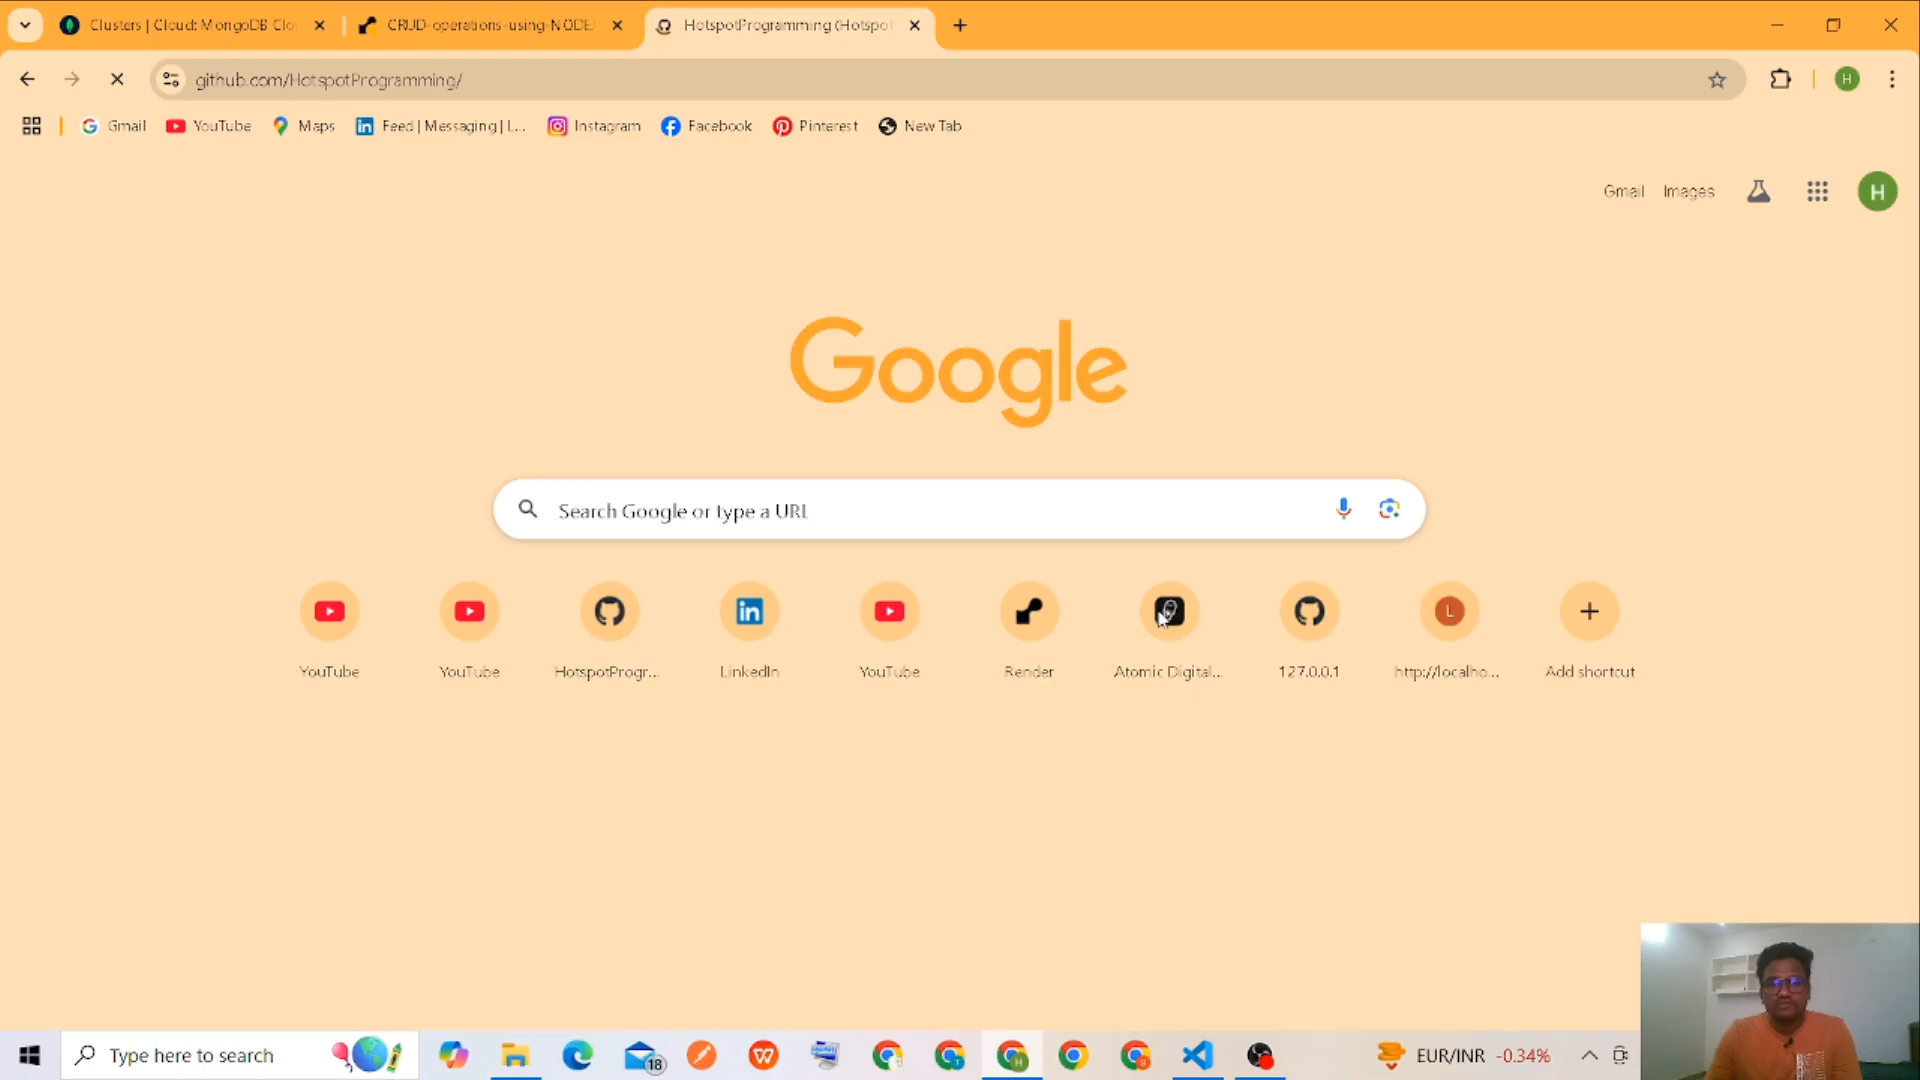 Clusters | Cloud: MongoDB Clo
CRUD-operations-using-NODE
HotspotProgramming (Hotspo
github.com/HotspotProgramming/
H
Gmail
YouTube
Maps
Feed | Messaging | L...
Instagram
Facebook
Pinterest
New Tab
Gmail
Images
H
Google
Search Google or type a URL
YouTube
YouTube
HotspotProgr...
LinkedIn
YouTube
Render
Atomic Digital...
127.0.0.1
L
http://localho...
Add shortcut
Type here to search
18
EUR/INR -0.34%